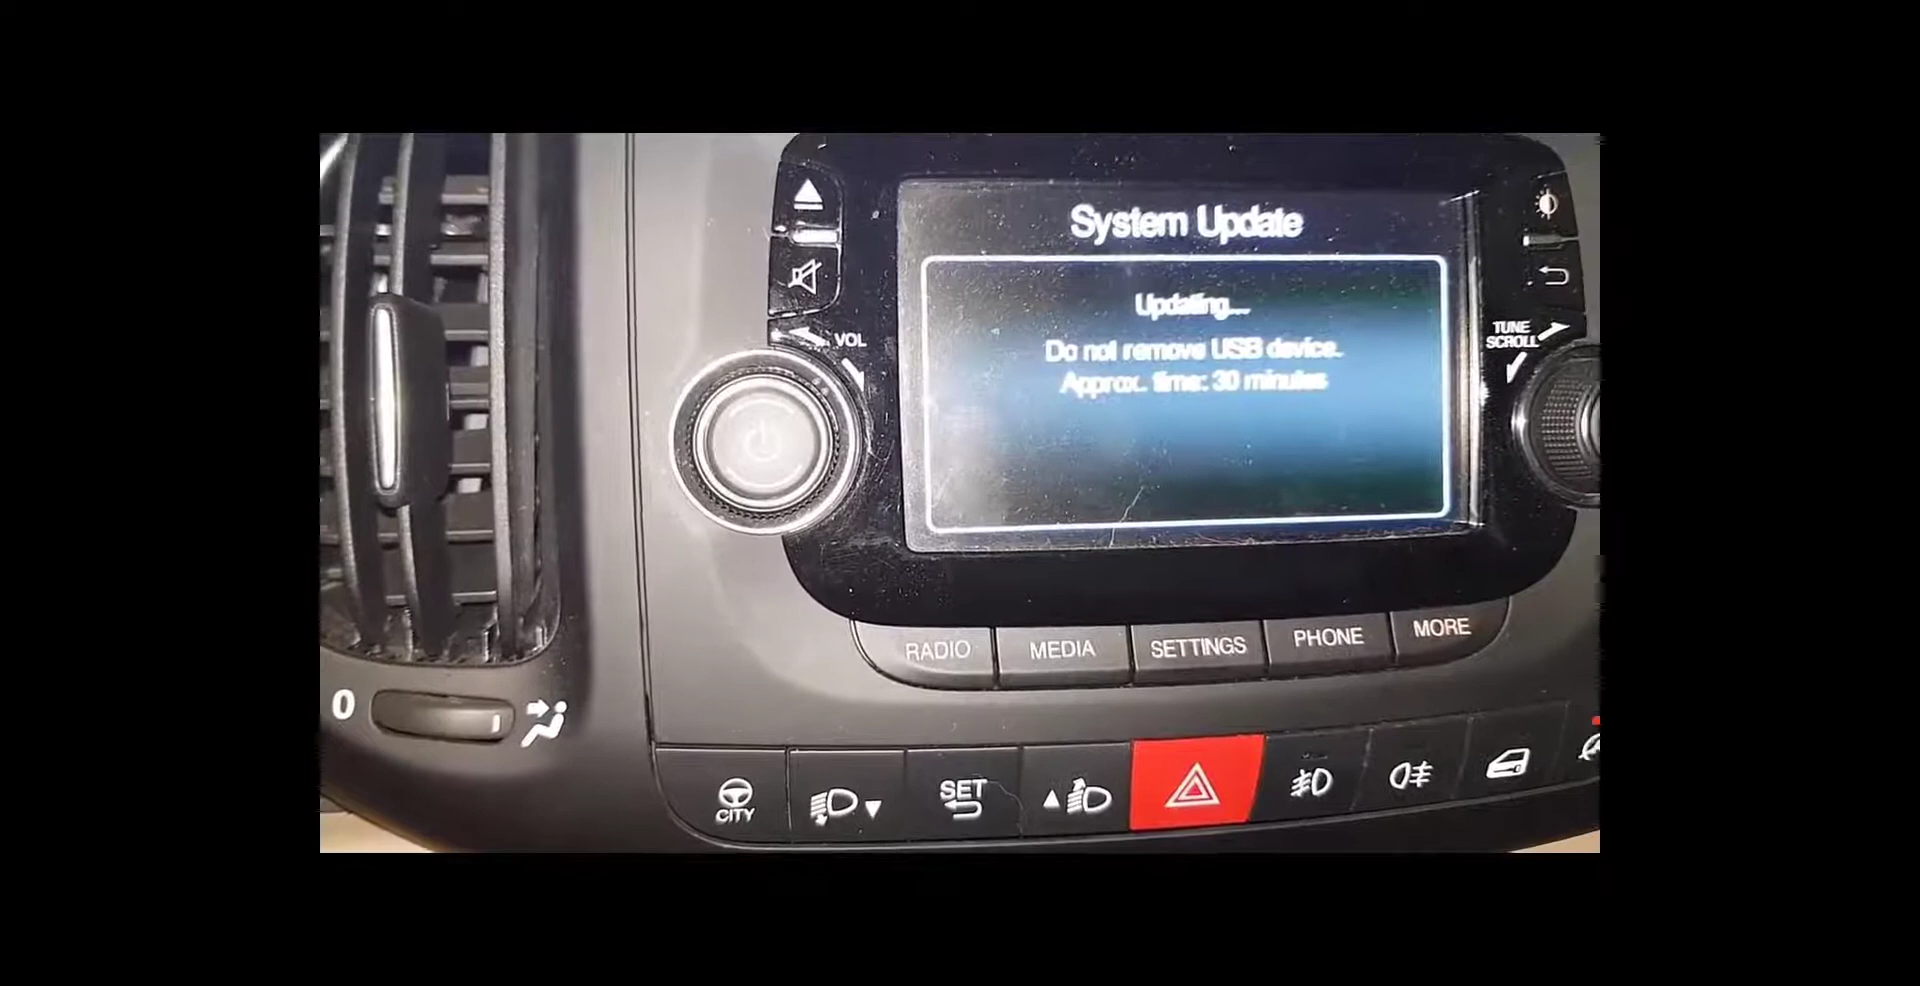 System Update
Updating...
Do not remove USB device.
Approx. time: 30 minutes
VOL
TUNE
SCROLL
RADIO
MEDIA
SETTINGS
PHONE
MORE
0
CITY
SET